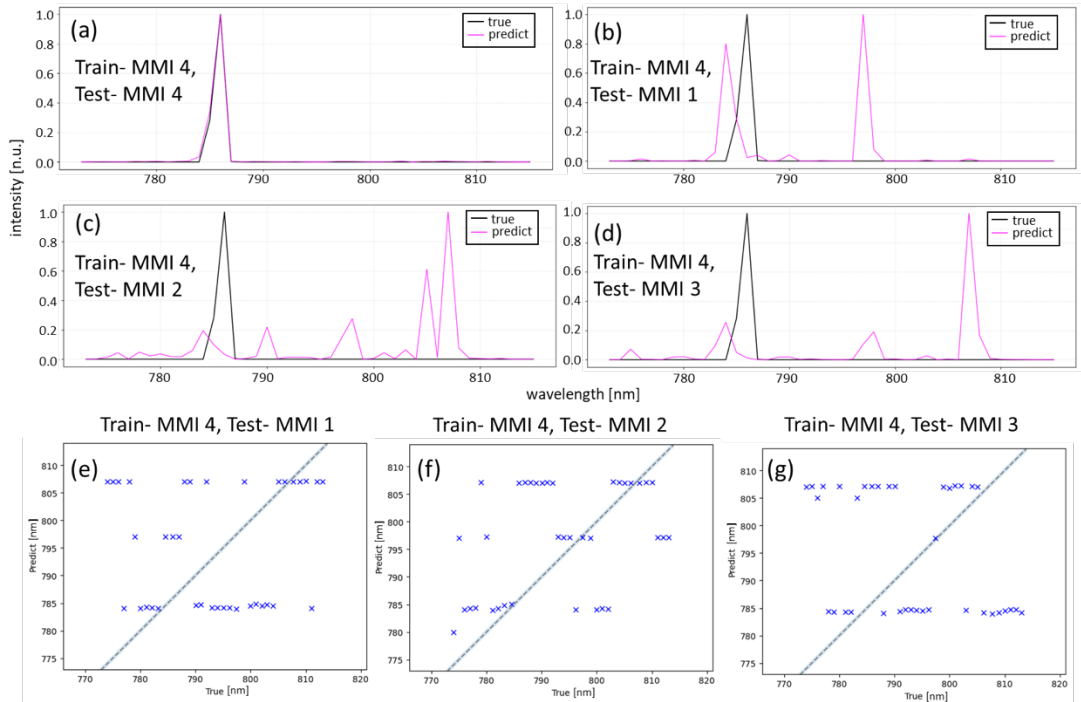 (a)
Train- MMI 4,
Test- MMI 4
true
predict
1.0
0.8
0.6
0.4
0.2
0.0
780
790
800
810
(b)
Train- MMI 4,
Test- MMI 1
true
predict
1.0
0.8
0.6
0.4
0.2
0.0
780
790
800
810
intensity [n.u.]
(c)
Train- MMI 4,
Test- MMI 2
true
predict
1.0
0.8
0.6
0.4
0.2
0.0
780
790
800
810
(d)
Train- MMI 4,
Test- MMI 3
true
predict
1.0
0.8
0.6
0.4
0.2
0.0
780
790
800
810
wavelength [nm]
Train- MMI 4, Test- MMI 1
(e)
810
805
800
795
790
785
780
775
Predict [nm]
770
780
790
800
810
820
True [nm]
Train- MMI 4, Test- MMI 2
(f)
810
805
800
795
790
785
780
775
Predict [nm]
770
780
790
800
810
820
True [nm]
Train- MMI 4, Test- MMI 3
(g)
810
805
800
795
790
785
780
775
Predict [nm]
770
780
790
800
810
820
True [nm]